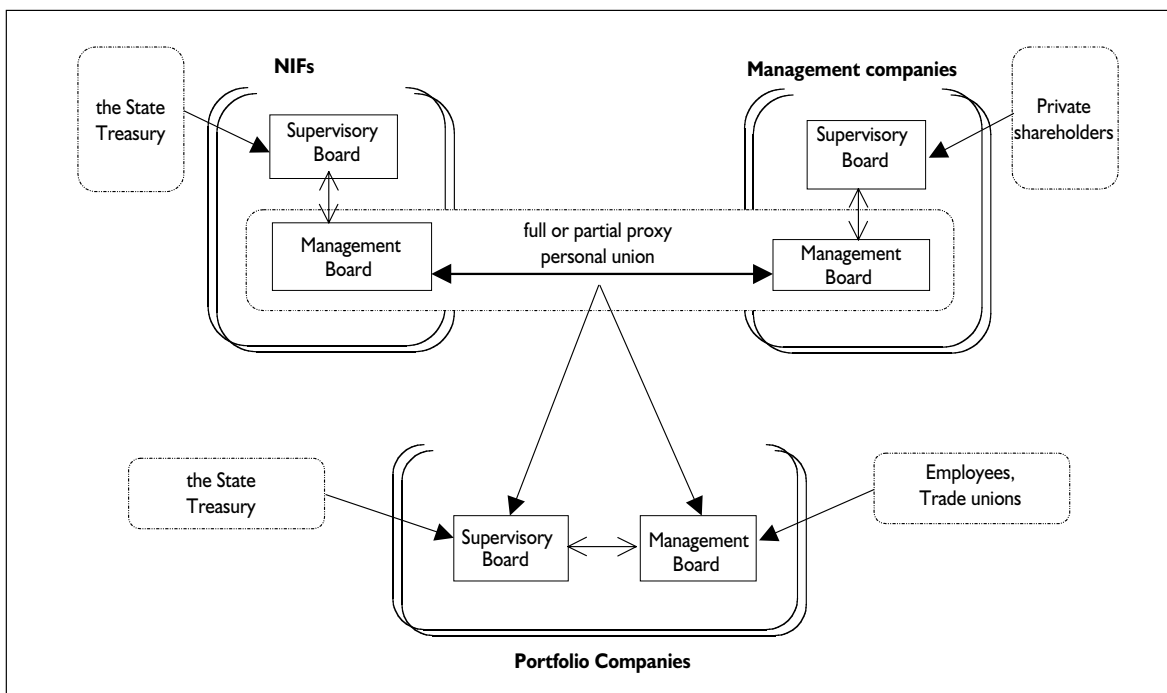 NIFs
Management companies
the State
Treasury
Supervisory
Board
Supervisory
Board
Private
shareholders
Management
Board
full or partial proxy
personal union
Management
Board
the State
Treasury
Supervisory
Board
Management
Board
Employees,
Trade unions
Portfolio Companies